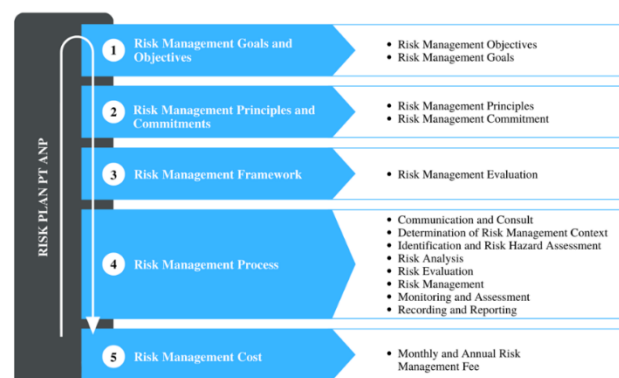 RISK PLAN PT ANP
1
Risk Management Goals and
Objectives
• Risk Management Objectives
• Risk Management Goals
2
Risk Management Principles and
Commitments
• Risk Management Principles
• Risk Management Commitment
3
Risk Management Framework
• Risk Management Evaluation
4
Risk Management Process
• Communication and Consult
• Determination of Risk Management Context
• Identification and Risk Hazard Assessment
• Risk Analysis
• Risk Evaluation
• Risk Management
• Monitoring and Assessment
• Recording and Reporting
5
Risk Management Cost
• Monthly and Annual Risk
Management Fee